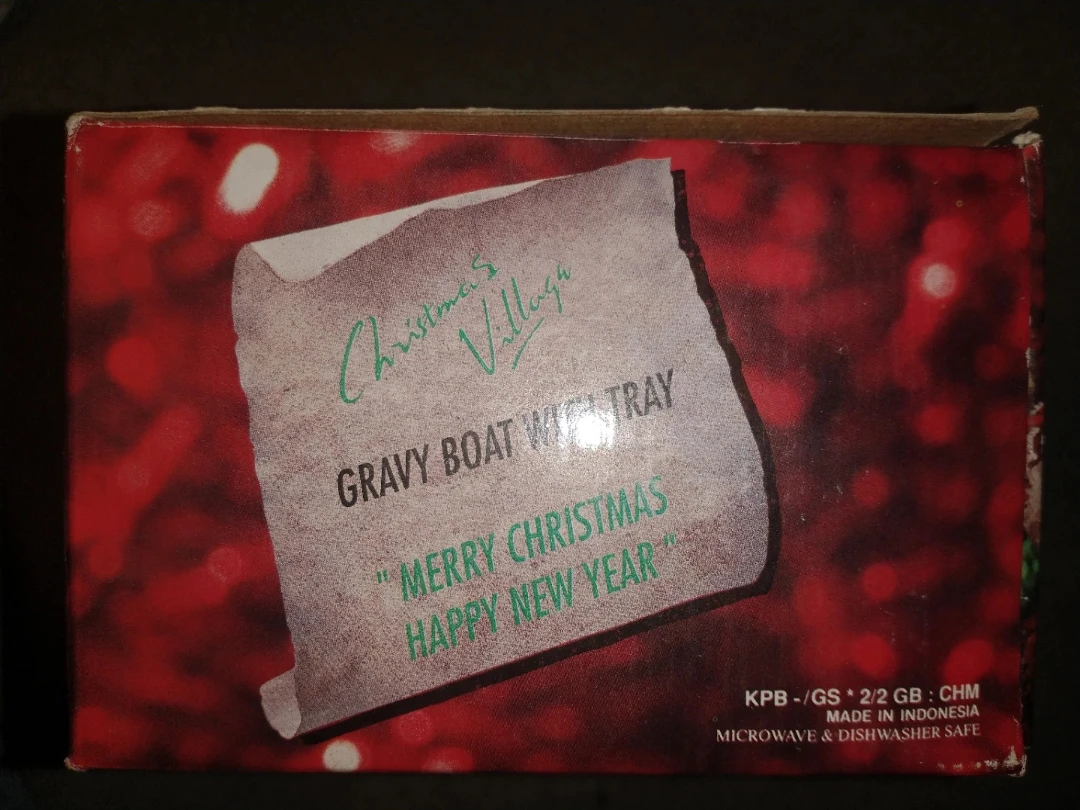 Christmas
Village
GRAVY BOAT WITH TRAY
" MERRY CHRISTMAS
HAPPY NEW YEAR "
KPB - /GS * 2/2 GB : CHM
MADE IN INDONESIA
MICROWAVE & DISHWASHER SAFE